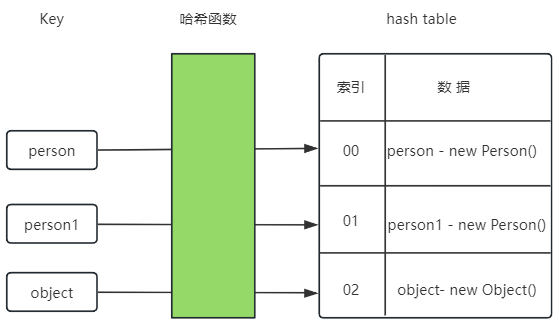 Key 哈希函数 hash table
索引 数 据
person 00 person - new Person()
person1 01 person1 - new Person()
object 02 object- new Object()